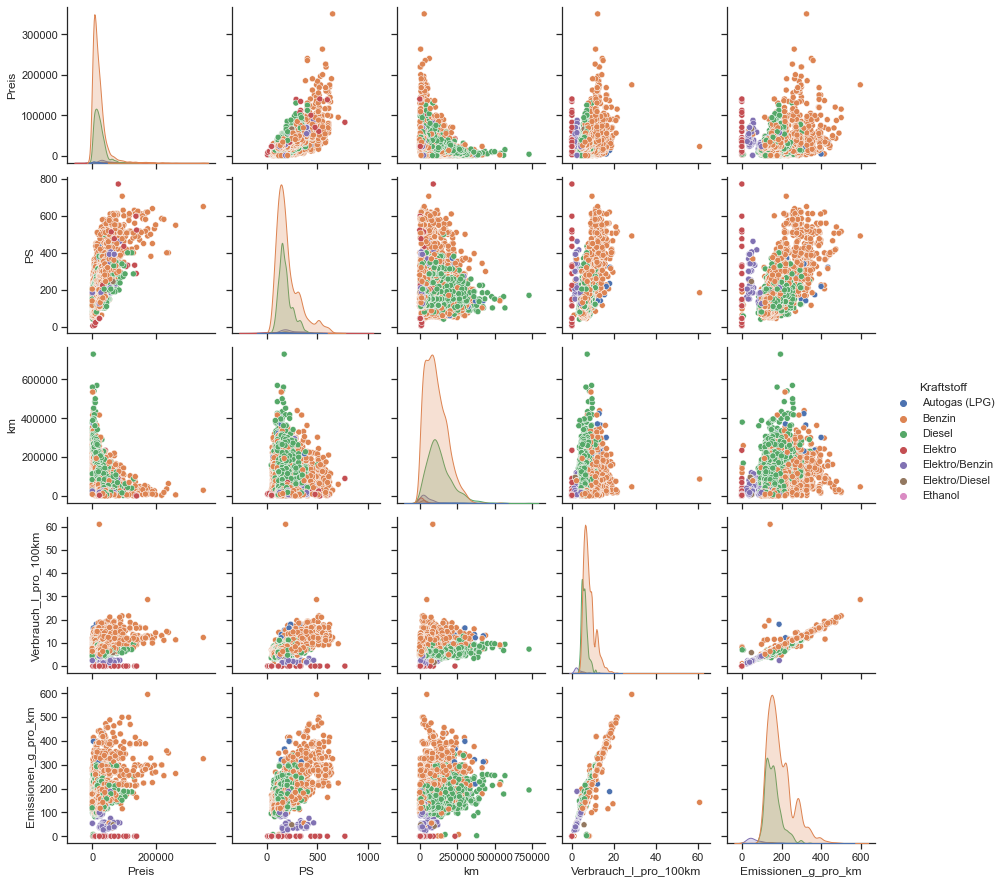 300000
200000
100000
0
Preis
800
600
400
200
0
PS
Kraftstoff
Autogas (LPG)
Benzin
Diesel
Elektro
Elektro/Benzin
Elektro/Diesel
Ethanol
600000
400000
200000
0
km
60
50
40
30
20
10
0
Verbrauch_l_pro_100km
600
500
400
300
200
100
0
Emissionen_g_pro_km
0 200000
0 500 1000
0 250000 500000 750000
0 20 40 60
0 200 400 600
Preis
PS
km
Verbrauch_l_pro_100km
Emissionen_g_pro_km